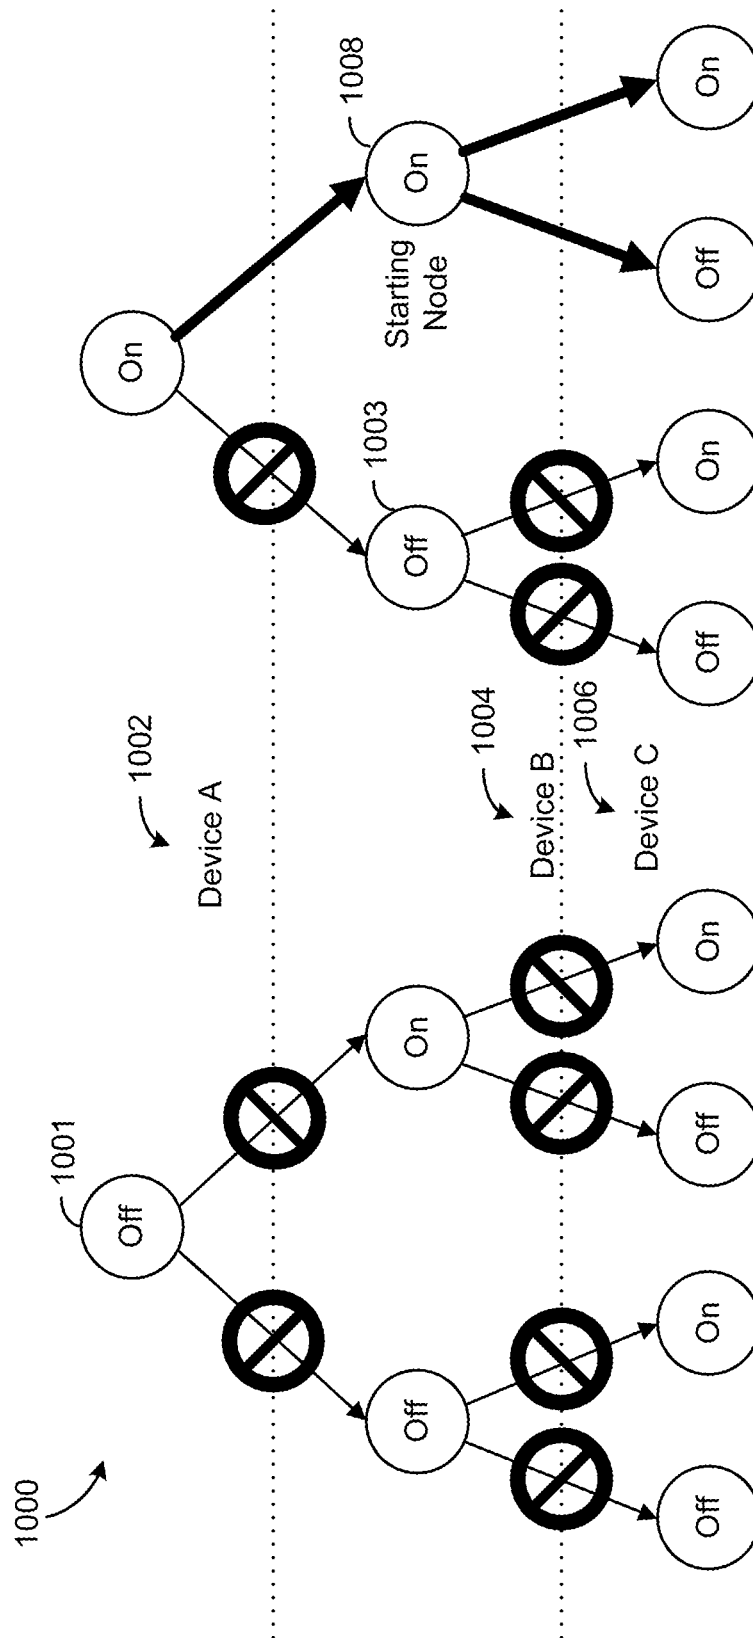 1000
1001
1002
Off
On
Device A
1003
1008
Off
On
Off
Starting
Node
On
1004
Device B
1006
Device C
Off
On
Off
On
Off
On
Off
On